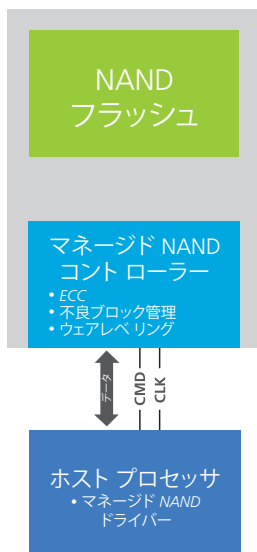 NAND
フラッシュ
マネージド NAND
コント ローラー
• ECC
• 不良ブロック管理
• ウェアレベ リング
データ
CMD
CLK
ホスト プロセッサ
• マネージド NAND
ドライバー